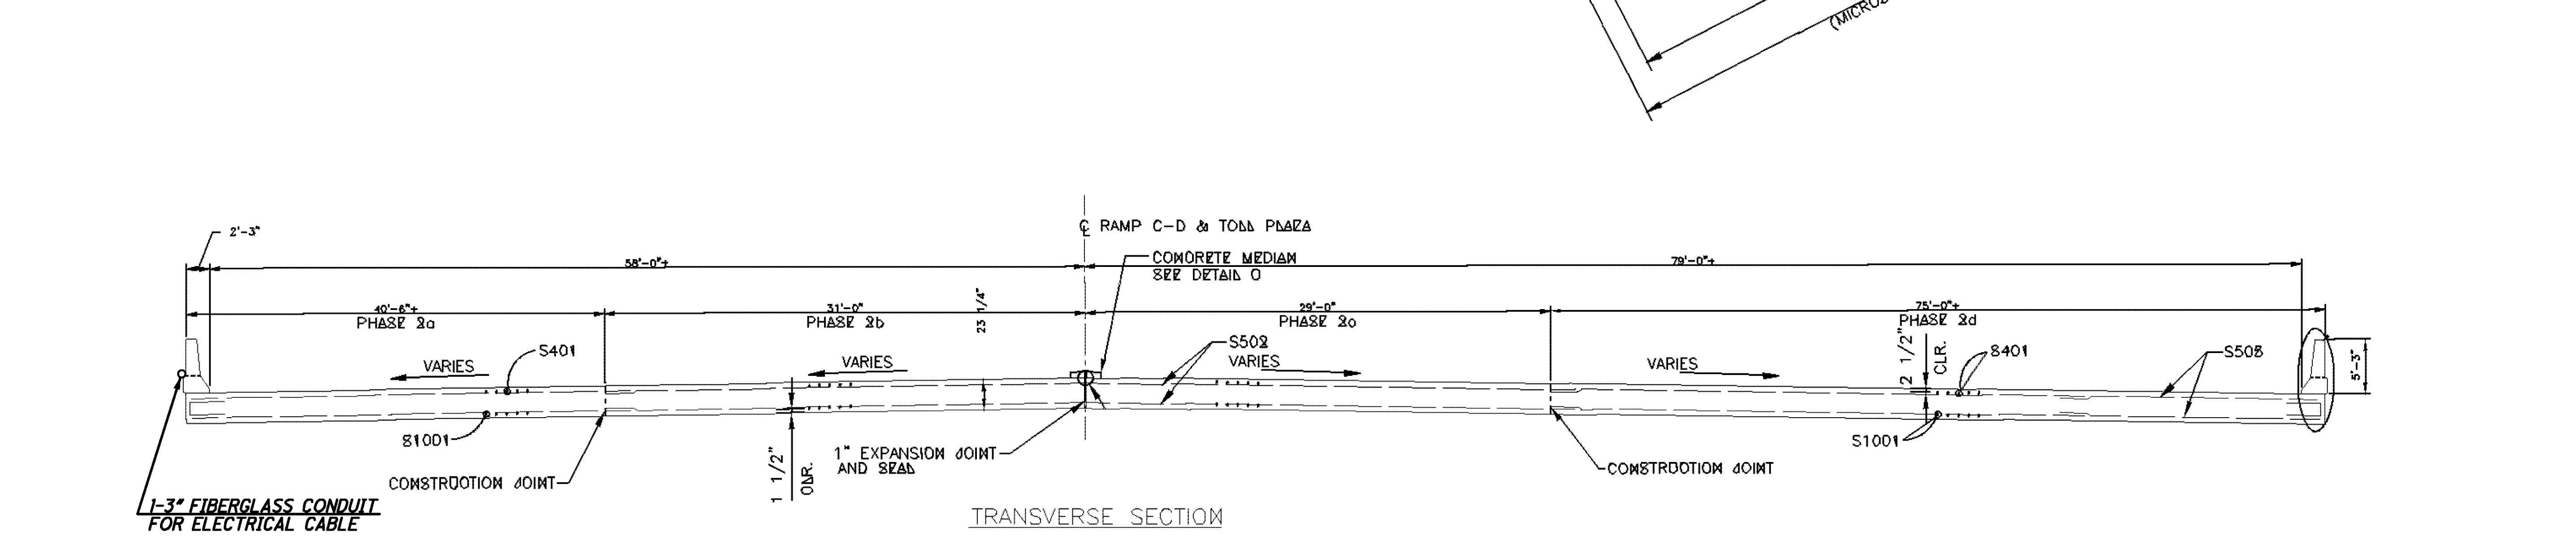 (MICROS
2'-3"
℄ RAMP C-D & TOLL PLAZA
CONCRETE MEDIAN
SEE DETAIL C
58'-0"±
79'-0"±
40'-6"±
PHASE 2a
31'-0"
PHASE 2b
23 1/4"
29'-0"
PHASE 2c
75'-0"±
PHASE 2d
S401
VARIES
VARIES
S502
VARIES
VARIES
2 1/2"
CLR.
S401
S505
5'-3"
S1001
1 1/2"
CLR.
1" EXPANSION JOINT
AND SEAL
S1001
CONSTRUCTION JOINT
CONSTRUCTION JOINT
1-3" FIBERGLASS CONDUIT
FOR ELECTRICAL CABLE
TRANSVERSE SECTION